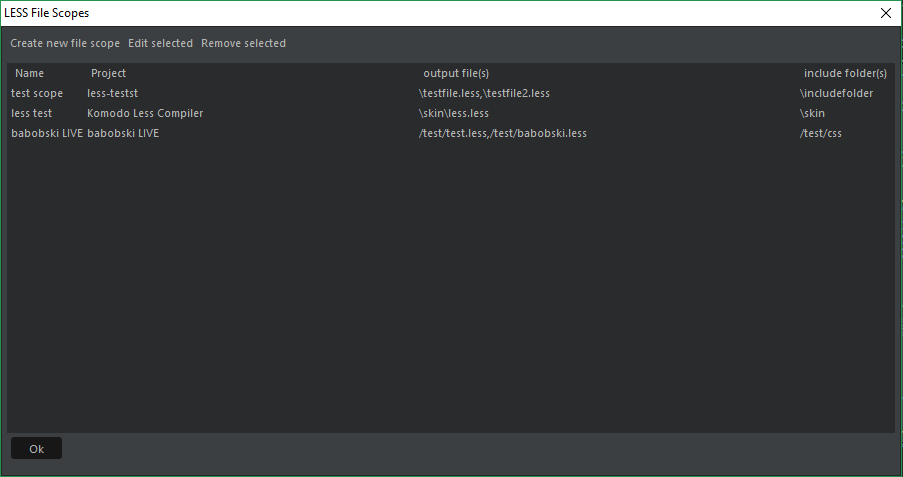 LESS File Scopes
Create new file scope Edit selected Remove selected
Name Project output file(s) include folder(s)
test scope less-testst \testfile.less,\testfile2.less \includefolder
less test Komodo Less Compiler \skin\less.less \skin
babobski LIVE babobski LIVE /test/test.less,/test/babobski.less /test/css
Ok